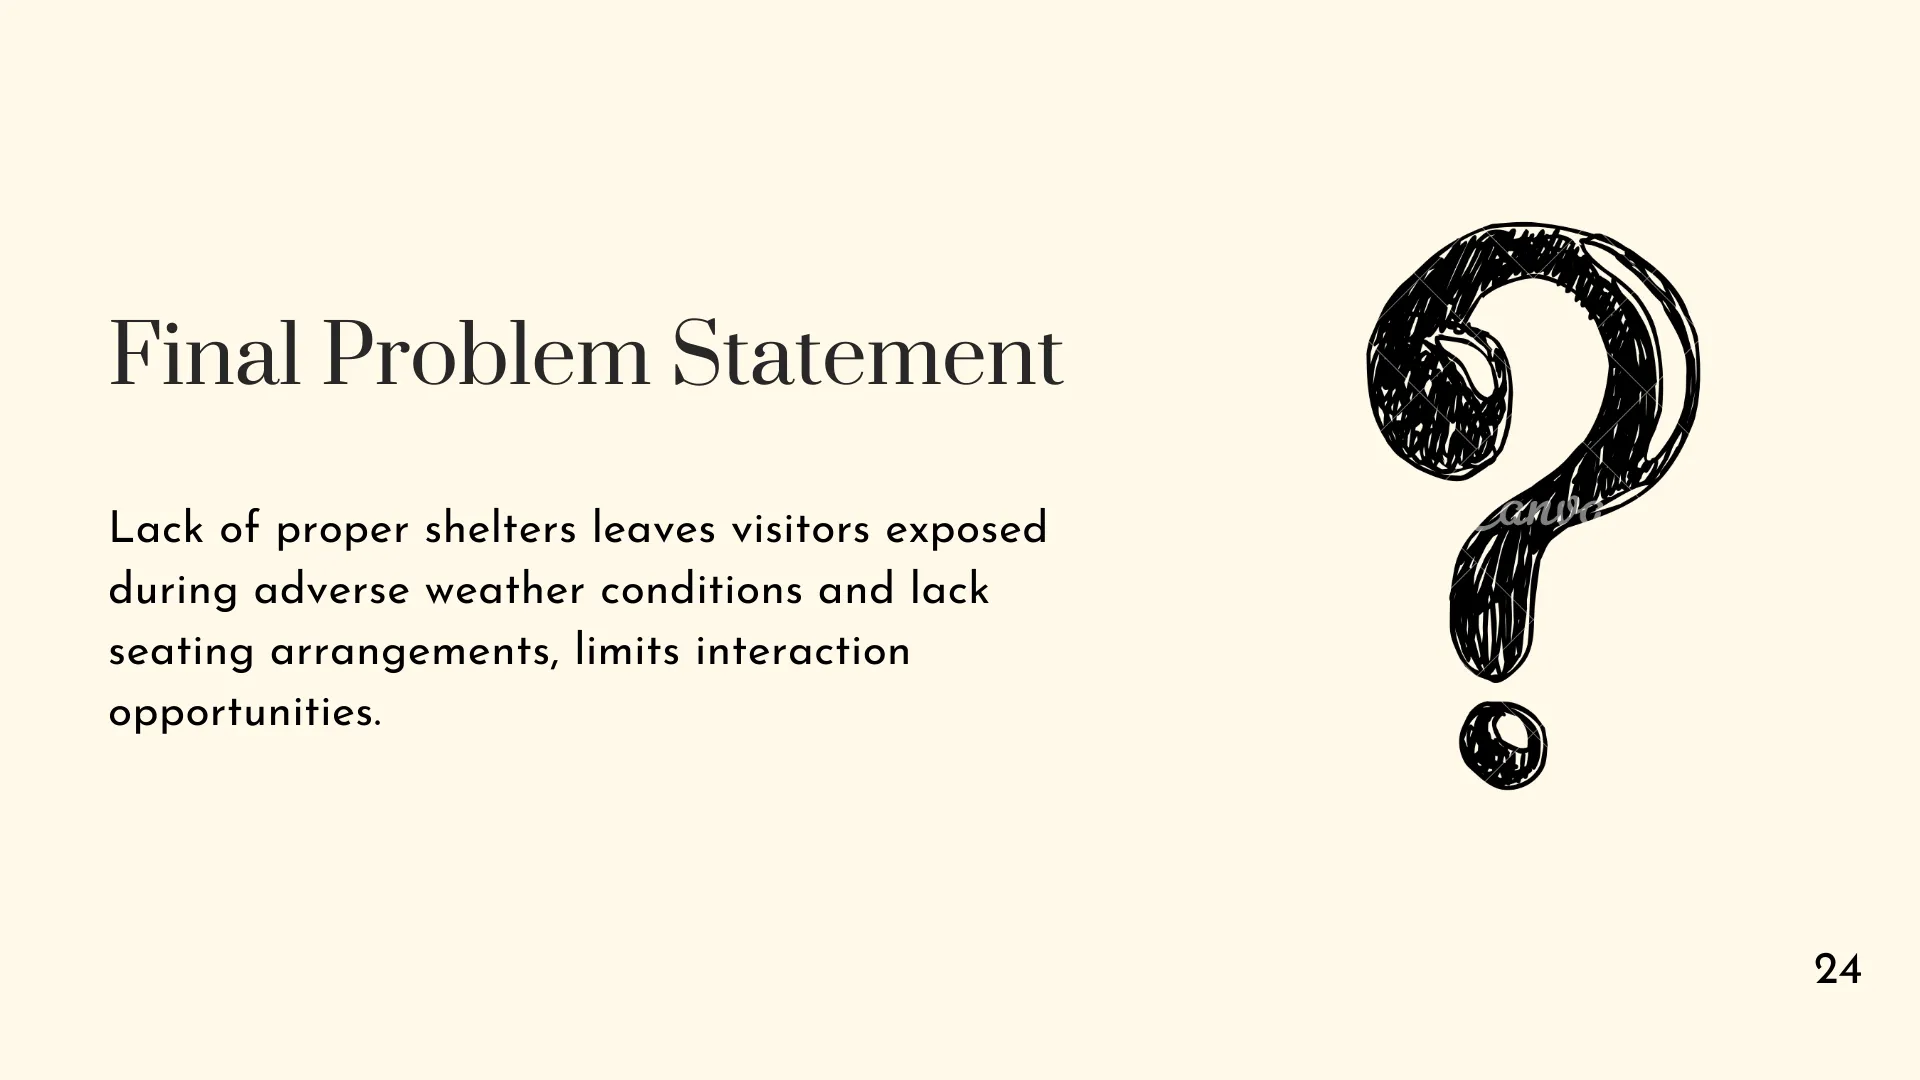 Final Problem Statement
Lack of proper shelters leaves visitors exposed
during adverse weather conditions and lack
seating arrangements, limits interaction
opportunities.
Canva
24